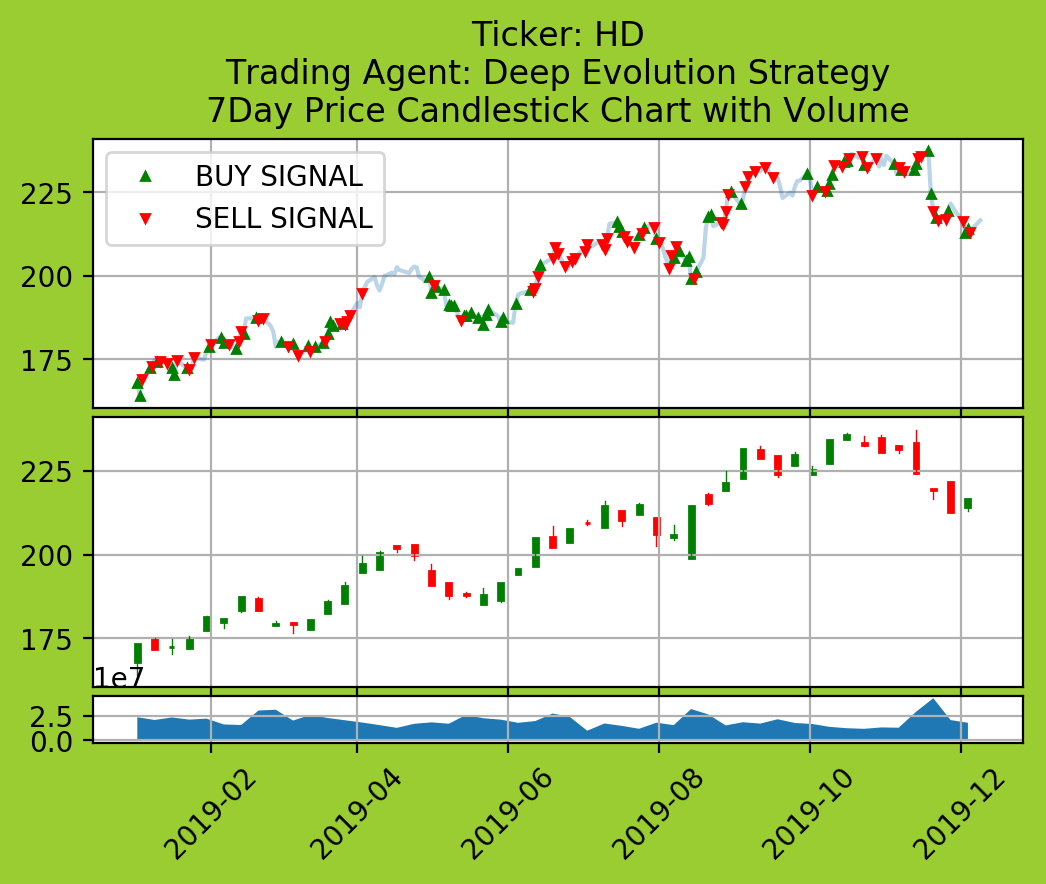 Ticker: HD
Trading Agent: Deep Evolution Strategy
7Day Price Candlestick Chart with Volume
BUY SIGNAL
SELL SIGNAL
225
200
175
225
200
175
1e7
2.5
0.0
2019-02
2019-04
2019-06
2019-08
2019-10
2019-12